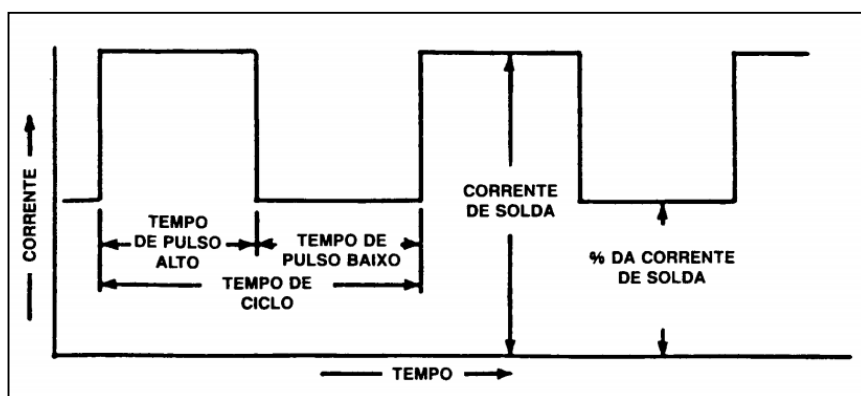 CORRENTE
TEMPO
DE PULSO
ALTO
TEMPO DE
PULSO BAIXO
TEMPO DE
CICLO
CORRENTE
DE SOLDA
% DA CORRENTE
DE SOLDA
TEMPO